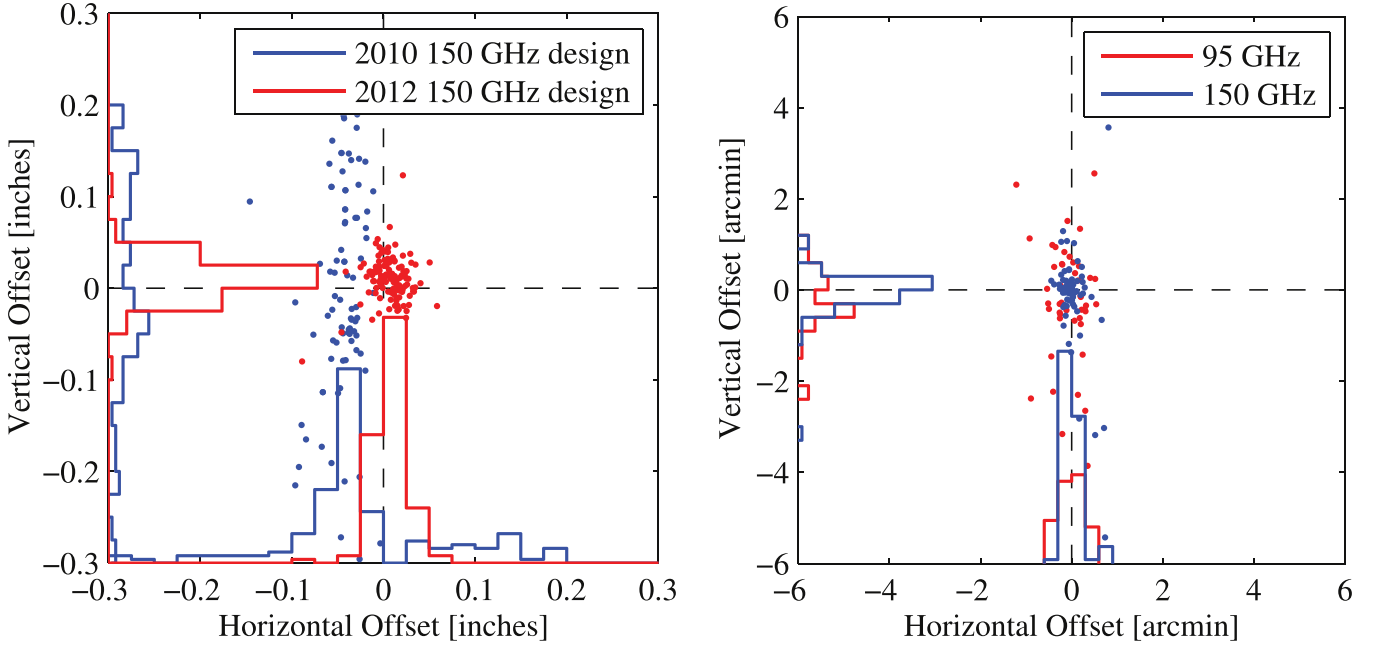 2010 150 GHz design
2012 150 GHz design
0.3
0.2
0.1
0
−0.1
−0.2
−0.3
Vertical Offset [inches]
−0.3 −0.2 −0.1 0 0.1 0.2 0.3
Horizontal Offset [inches]
95 GHz
150 GHz
6
4
2
0
−2
−4
−6
Vertical Offset [arcmin]
−6 −4 −2 0 2 4 6
Horizontal Offset [arcmin]